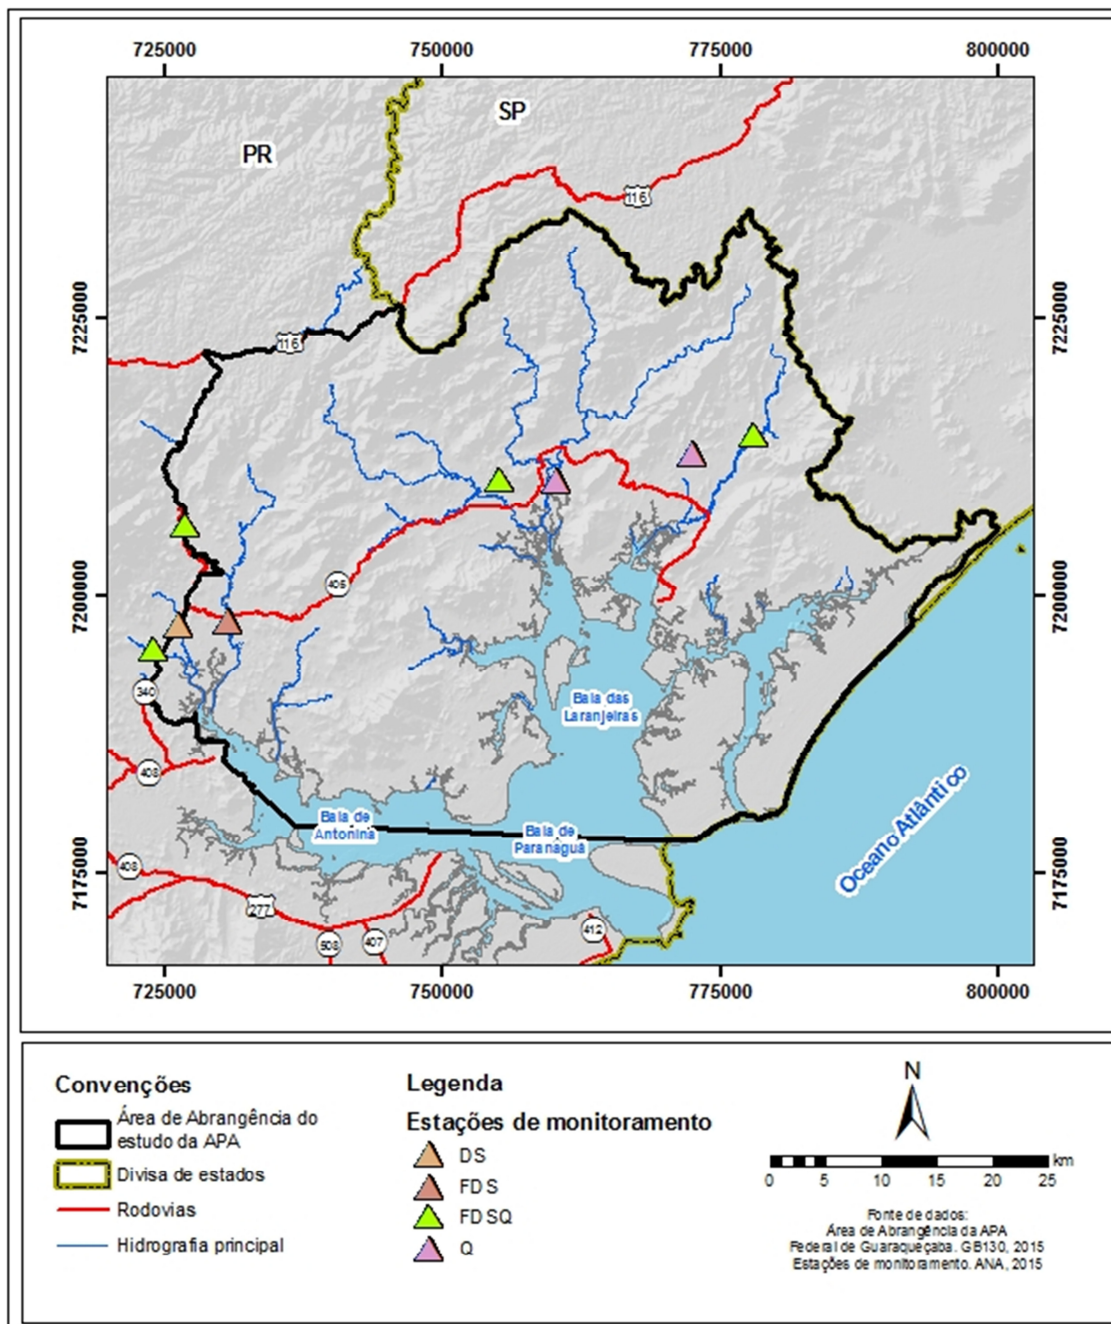 725000 750000 775000 800000
SP
PR
116
7225000 7225000
116
7200000 7200000
405
340
Baía das
Laranjeiras
408
Oceano Atlântico
Baía de
Antonina
Baía de
Paranaguá
408
7175000 7175000
277
412
508 407
725000 750000 775000 800000
Convenções
Área de Abrangência do
estudo da APA
Divisa de estados
Rodovias
Hidrografia principal
Legenda
Estações de monitoramento
DS
FDS
FDSQ
Q
N
km
0 5 10 15 20 25
Fonte de dados:
Área de Abrangência da APA
Federal de Guaraqueçaba. GB130, 2015
Estações de monitoramento. ANA, 2015